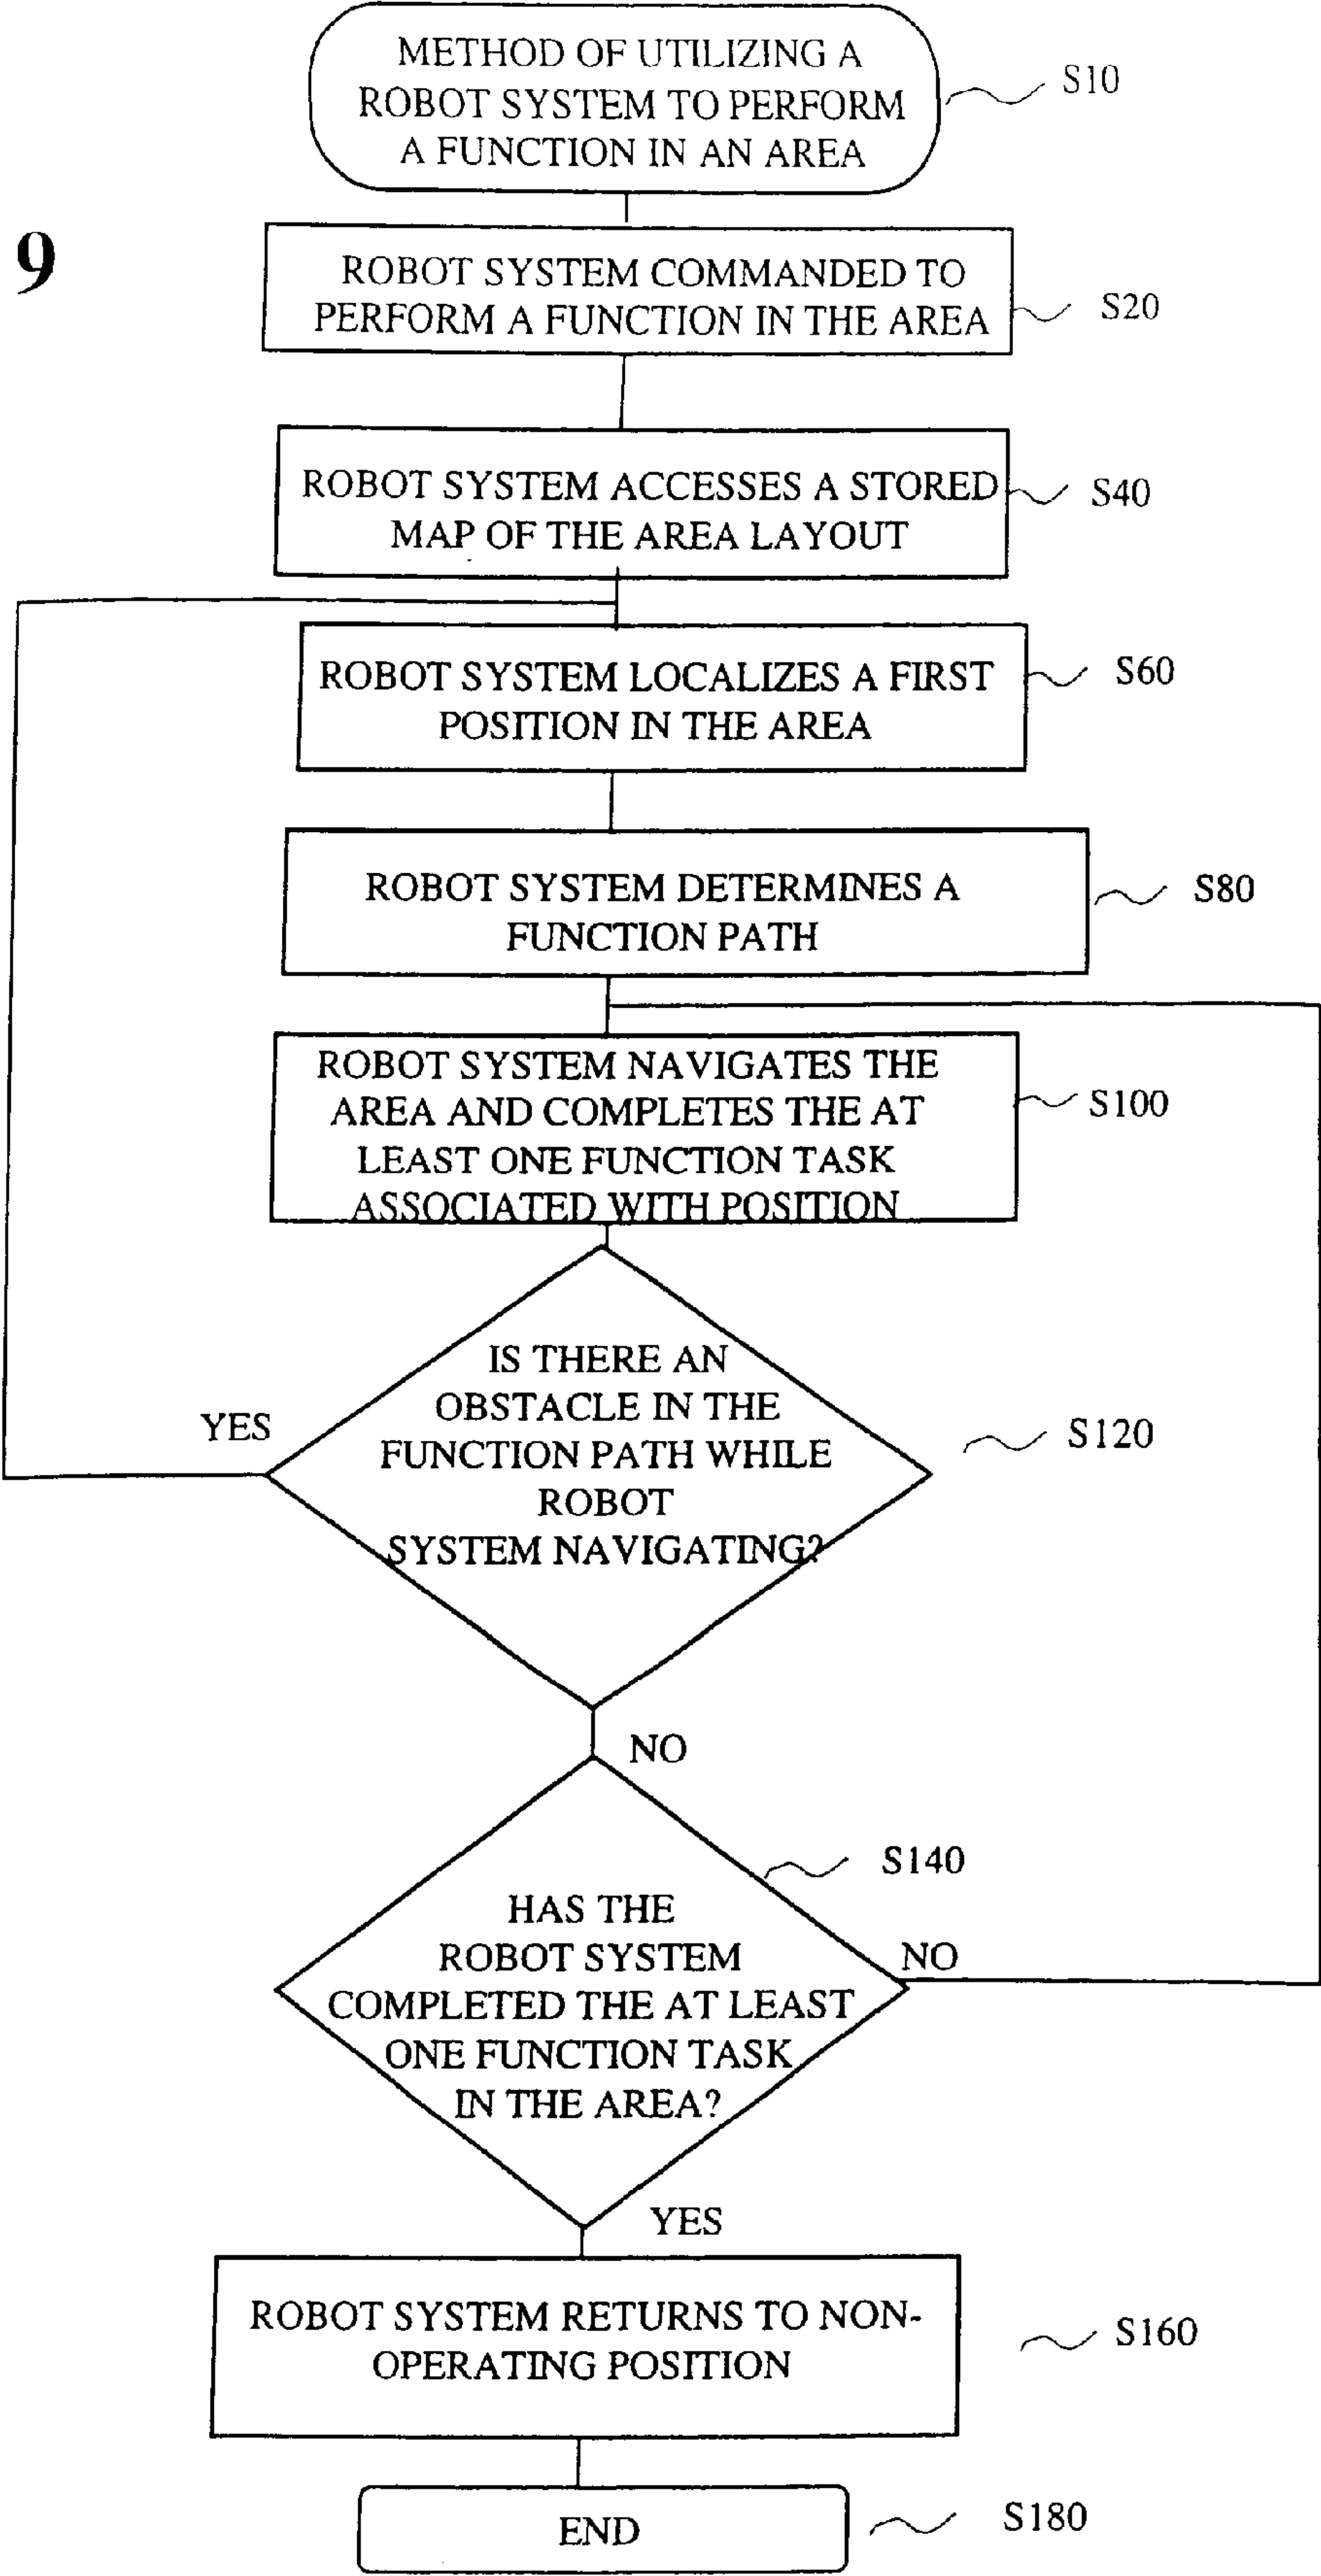 METHOD OF UTILIZING A
ROBOT SYSTEM TO PERFORM
A FUNCTION IN AN AREA
S10
9
ROBOT SYSTEM COMMANDED TO
PERFORM A FUNCTION IN THE AREA
S20
ROBOT SYSTEM ACCESSES A STORED
MAP OF THE AREA LAYOUT
S40
ROBOT SYSTEM LOCALIZES A FIRST
POSITION IN THE AREA
S60
ROBOT SYSTEM DETERMINES A
FUNCTION PATH
S80
ROBOT SYSTEM NAVIGATES THE
AREA AND COMPLETES THE AT
LEAST ONE FUNCTION TASK
ASSOCIATED WITH POSITION
S100
IS THERE AN
OBSTACLE IN THE
FUNCTION PATH WHILE
ROBOT
SYSTEM NAVIGATING?
YES
S120
NO
S140
HAS THE
ROBOT SYSTEM
COMPLETED THE AT LEAST
ONE FUNCTION TASK
IN THE AREA?
NO
YES
ROBOT SYSTEM RETURNS TO NON-
OPERATING POSITION
S160
END
S180